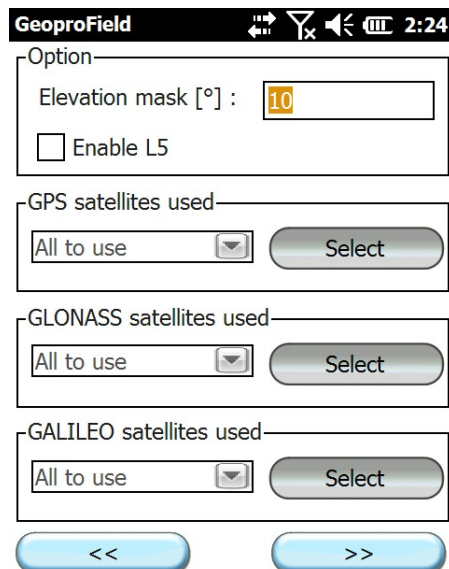 GeoproField 2:24
Option
Elevation mask [°] : 10
Enable L5
GPS satellites used
All to use Select
GLONASS satellites used
All to use Select
GALILEO satellites used
All to use Select
<< >>